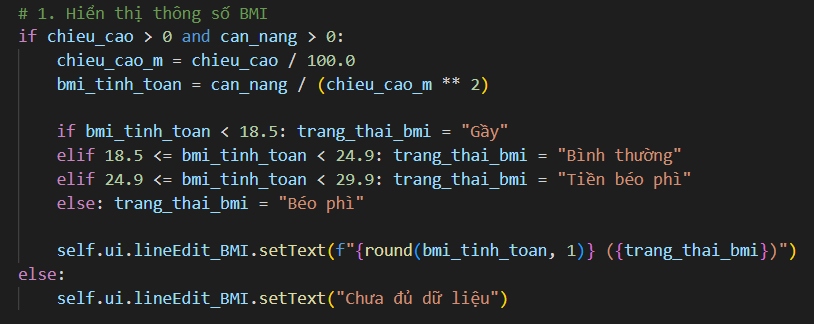 # 1. Hiển thị thông số BMI
if chieu_cao > 0 and can_nang > 0:
    chieu_cao_m = chieu_cao / 100.0
    bmi_tinh_toan = can_nang / (chieu_cao_m ** 2)
    if bmi_tinh_toan < 18.5: trang_thai_bmi = "Gầy"
    elif 18.5 <= bmi_tinh_toan < 24.9: trang_thai_bmi = "Bình thường"
    elif 24.9 <= bmi_tinh_toan < 29.9: trang_thai_bmi = "Tiền béo phì"
    else: trang_thai_bmi = "Béo phì"
    self.ui.lineEdit_BMI.setText(f"{round(bmi_tinh_toan, 1)} ({trang_thai_bmi})")
else:
    self.ui.lineEdit_BMI.setText("Chưa đủ dữ liệu")